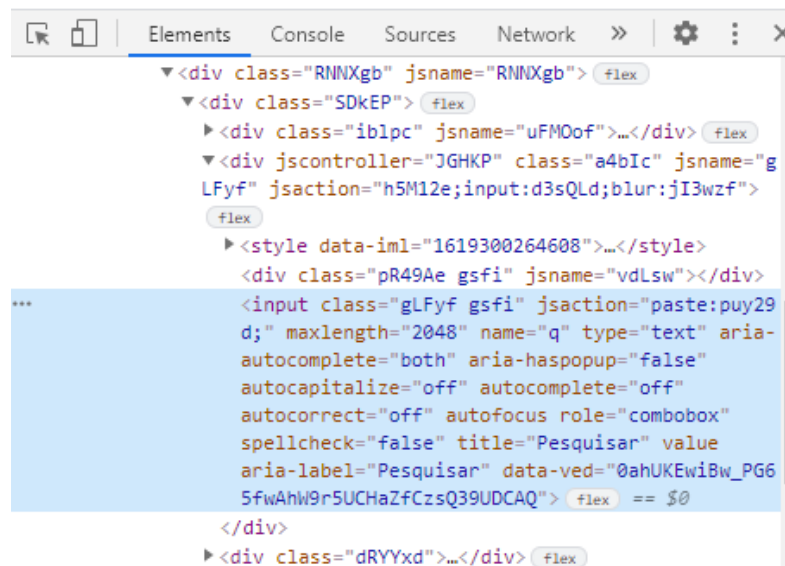 Elements Console Sources Network »
▼<div class="RNNXgb" jsname="RNNXgb"> flex
▼<div class="SDkEP"> flex
▶<div class="iblpc" jsname="uFMOof">…</div> flex
▼<div jscontroller="JGHKP" class="a4bIc" jsname="g
LFyf" jsaction="h5M12e;input:d3sQLd;blur:jI3wzf">
flex
▶<style data-iml="1619300264608">…</style>
<div class="pR49Ae gsfi" jsname="vdLsw"></div>
… <input class="gLFyf gsfi" jsaction="paste:puy29
d;" maxlength="2048" name="q" type="text" aria-
autocomplete="both" aria-haspopup="false"
autocapitalize="off" autocomplete="off"
autocorrect="off" autofocus role="combobox"
spellcheck="false" title="Pesquisar" value
aria-label="Pesquisar" data-ved="0ahUKEwiBw_PG6
5fwAhW9r5UCHaZfCzsQ39UDCAQ"> flex == $0
</div>
▶<div class="dRYYxd">…</div> flex